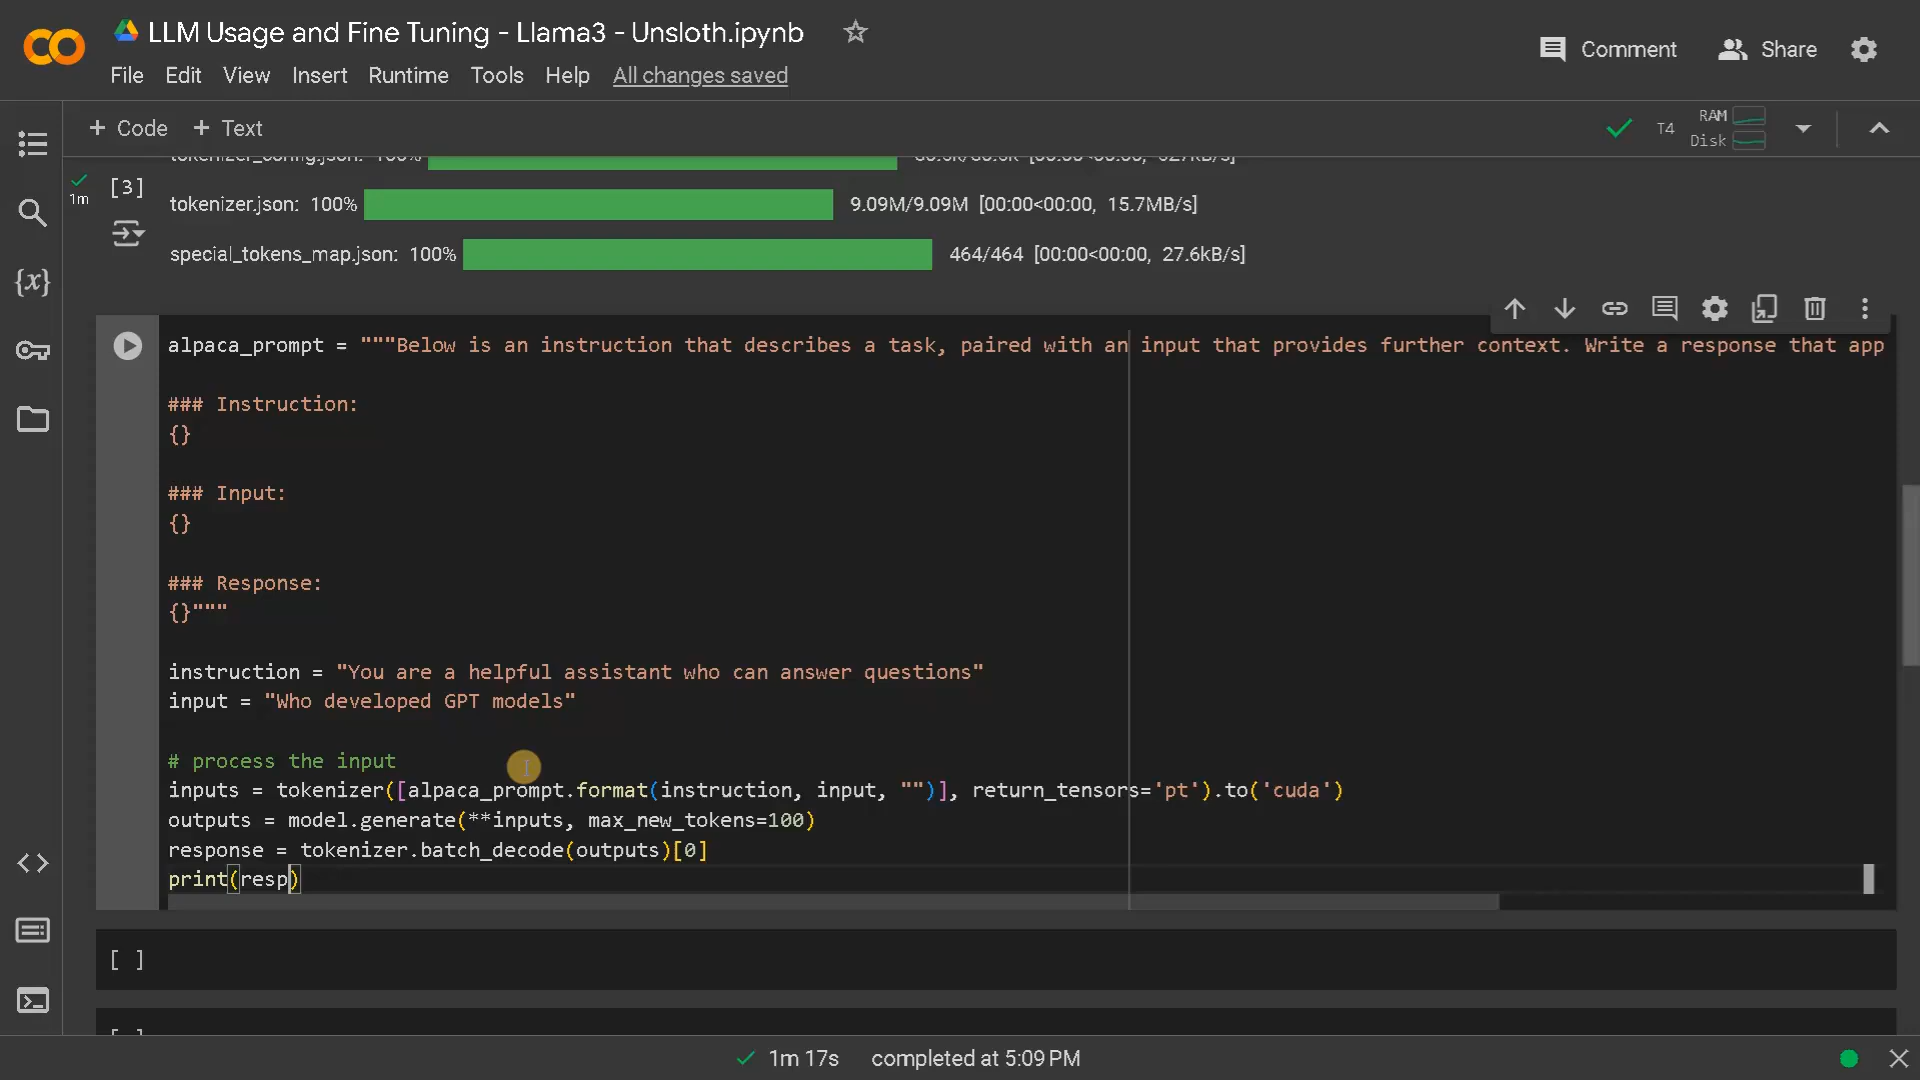 LLM Usage and Fine Tuning - Llama3 - Unsloth.ipynb
Comment
Share
File Edit View Insert Runtime Tools Help All changes saved
+ Code + Text
T4
RAM
Disk
tokenizer_config.json: 100%
1m
[3]
tokenizer.json: 100% 9.09M/9.09M [00:00<00:00, 15.7MB/s]
special_tokens_map.json: 100% 464/464 [00:00<00:00, 27.6kB/s]
{x}
alpaca_prompt = """Below is an instruction that describes a task, paired with an input that provides further context. Write a response that app
### Instruction:
{}
### Input:
{}
### Response:
{}"""
instruction = "You are a helpful assistant who can answer questions"
input = "Who developed GPT models"
# process the input
inputs = tokenizer([alpaca_prompt.format(instruction, input, "")], return_tensors='pt').to('cuda')
outputs = model.generate(**inputs, max_new_tokens=100)
response = tokenizer.batch_decode(outputs)[0]
print(resp)
[ ]
[ ]
1m 17s completed at 5:09 PM